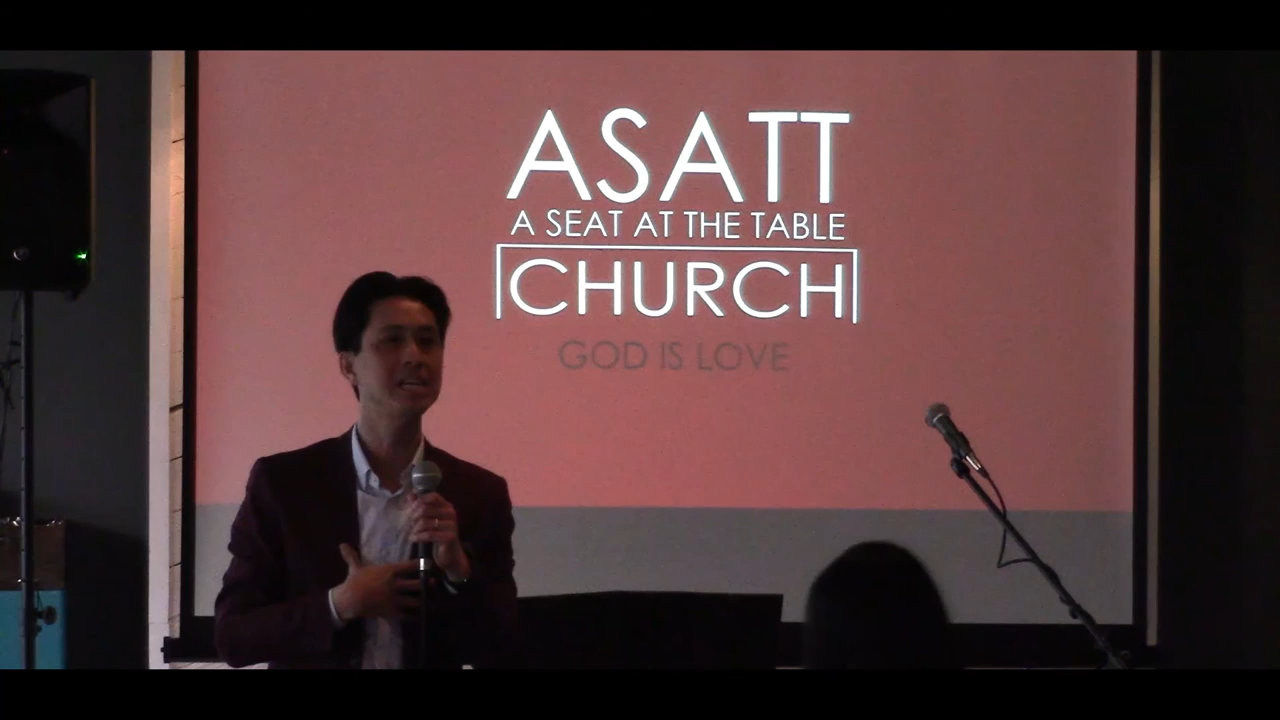 ASATT
A SEAT AT THE TABLE
CHURCH
GOD IS LOVE